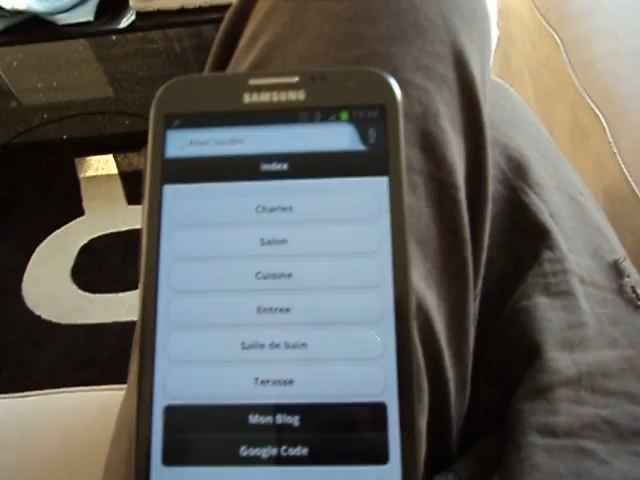 SAMSUNG
index
Charles
Salon
Cuisine
Entree
Salle de bain
Terasse
Mon Blog
Google Code